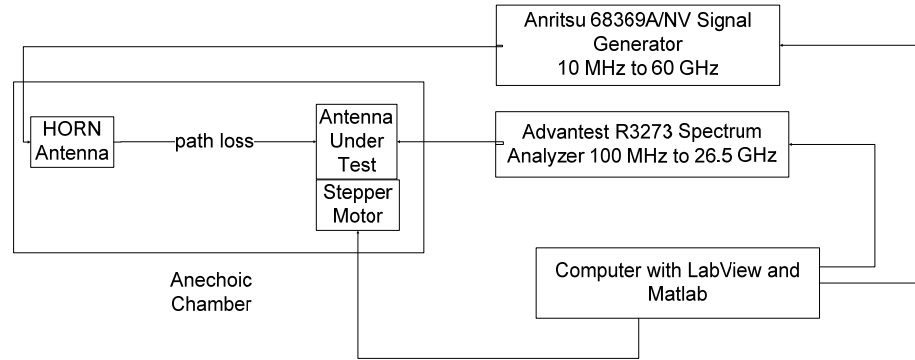 Anritsu 68369A/NV Signal
Generator
10 MHz to 60 GHz
HORN
Antenna
path loss
Antenna
Under
Test
Stepper
Motor
Advantest R3273 Spectrum
Analyzer 100 MHz to 26.5 GHz
Anechoic
Chamber
Computer with LabView and
Matlab